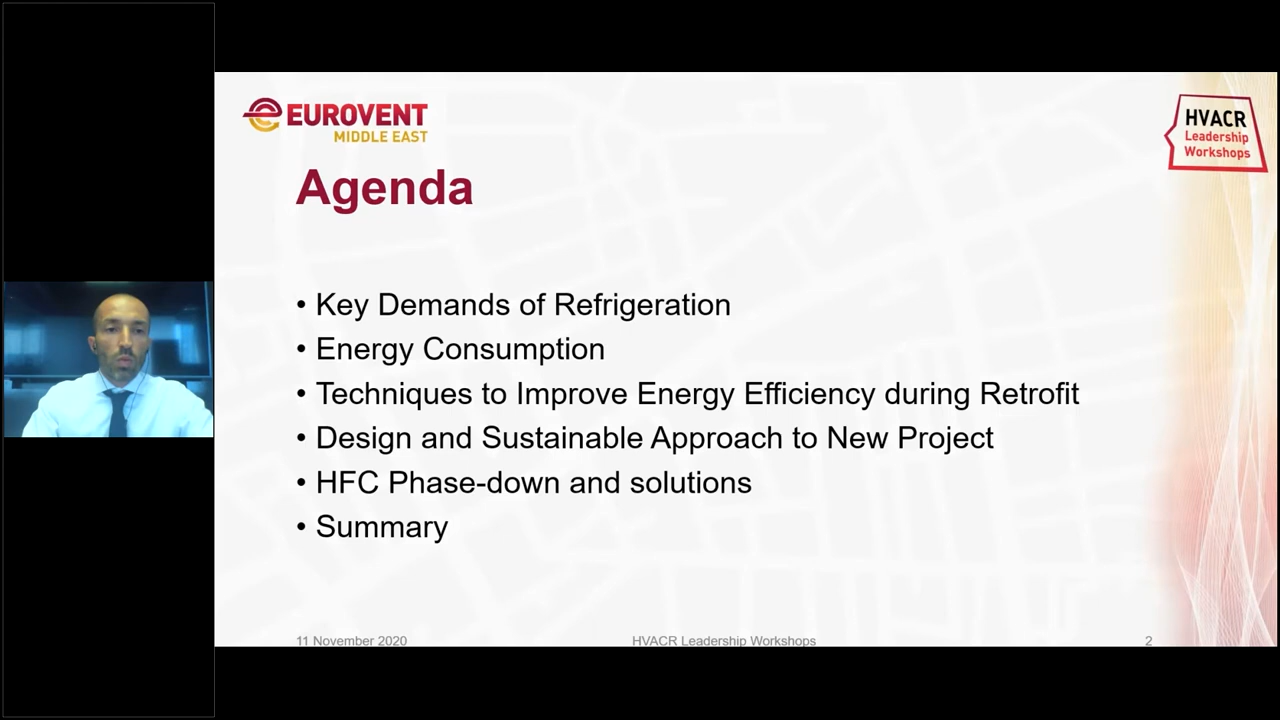 EUROVENT
MIDDLE EAST
HVACR
Leadership
Workshops
Agenda
• Key Demands of Refrigeration
• Energy Consumption
• Techniques to Improve Energy Efficiency during Retrofit
• Design and Sustainable Approach to New Project
• HFC Phase-down and solutions
• Summary
11 November 2020
HVACR Leadership Workshops
2